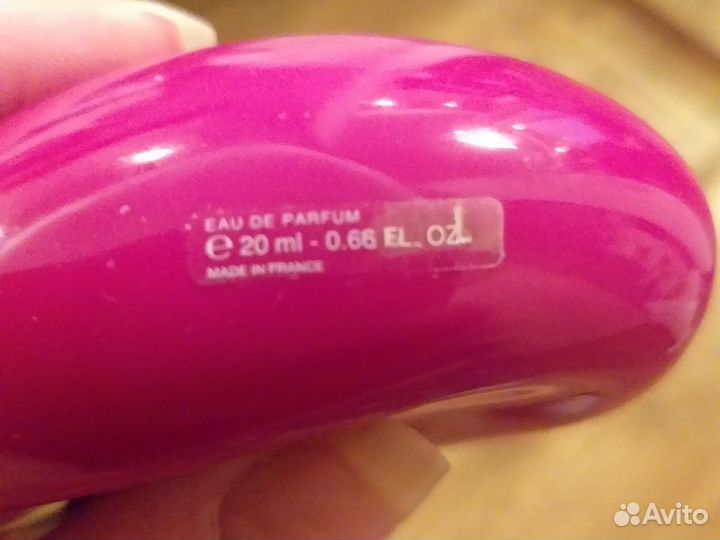 EAU DE PARFUM
℮ 20 ml - 0.66 FL. OZ.
MADE IN FRANCE
Avito